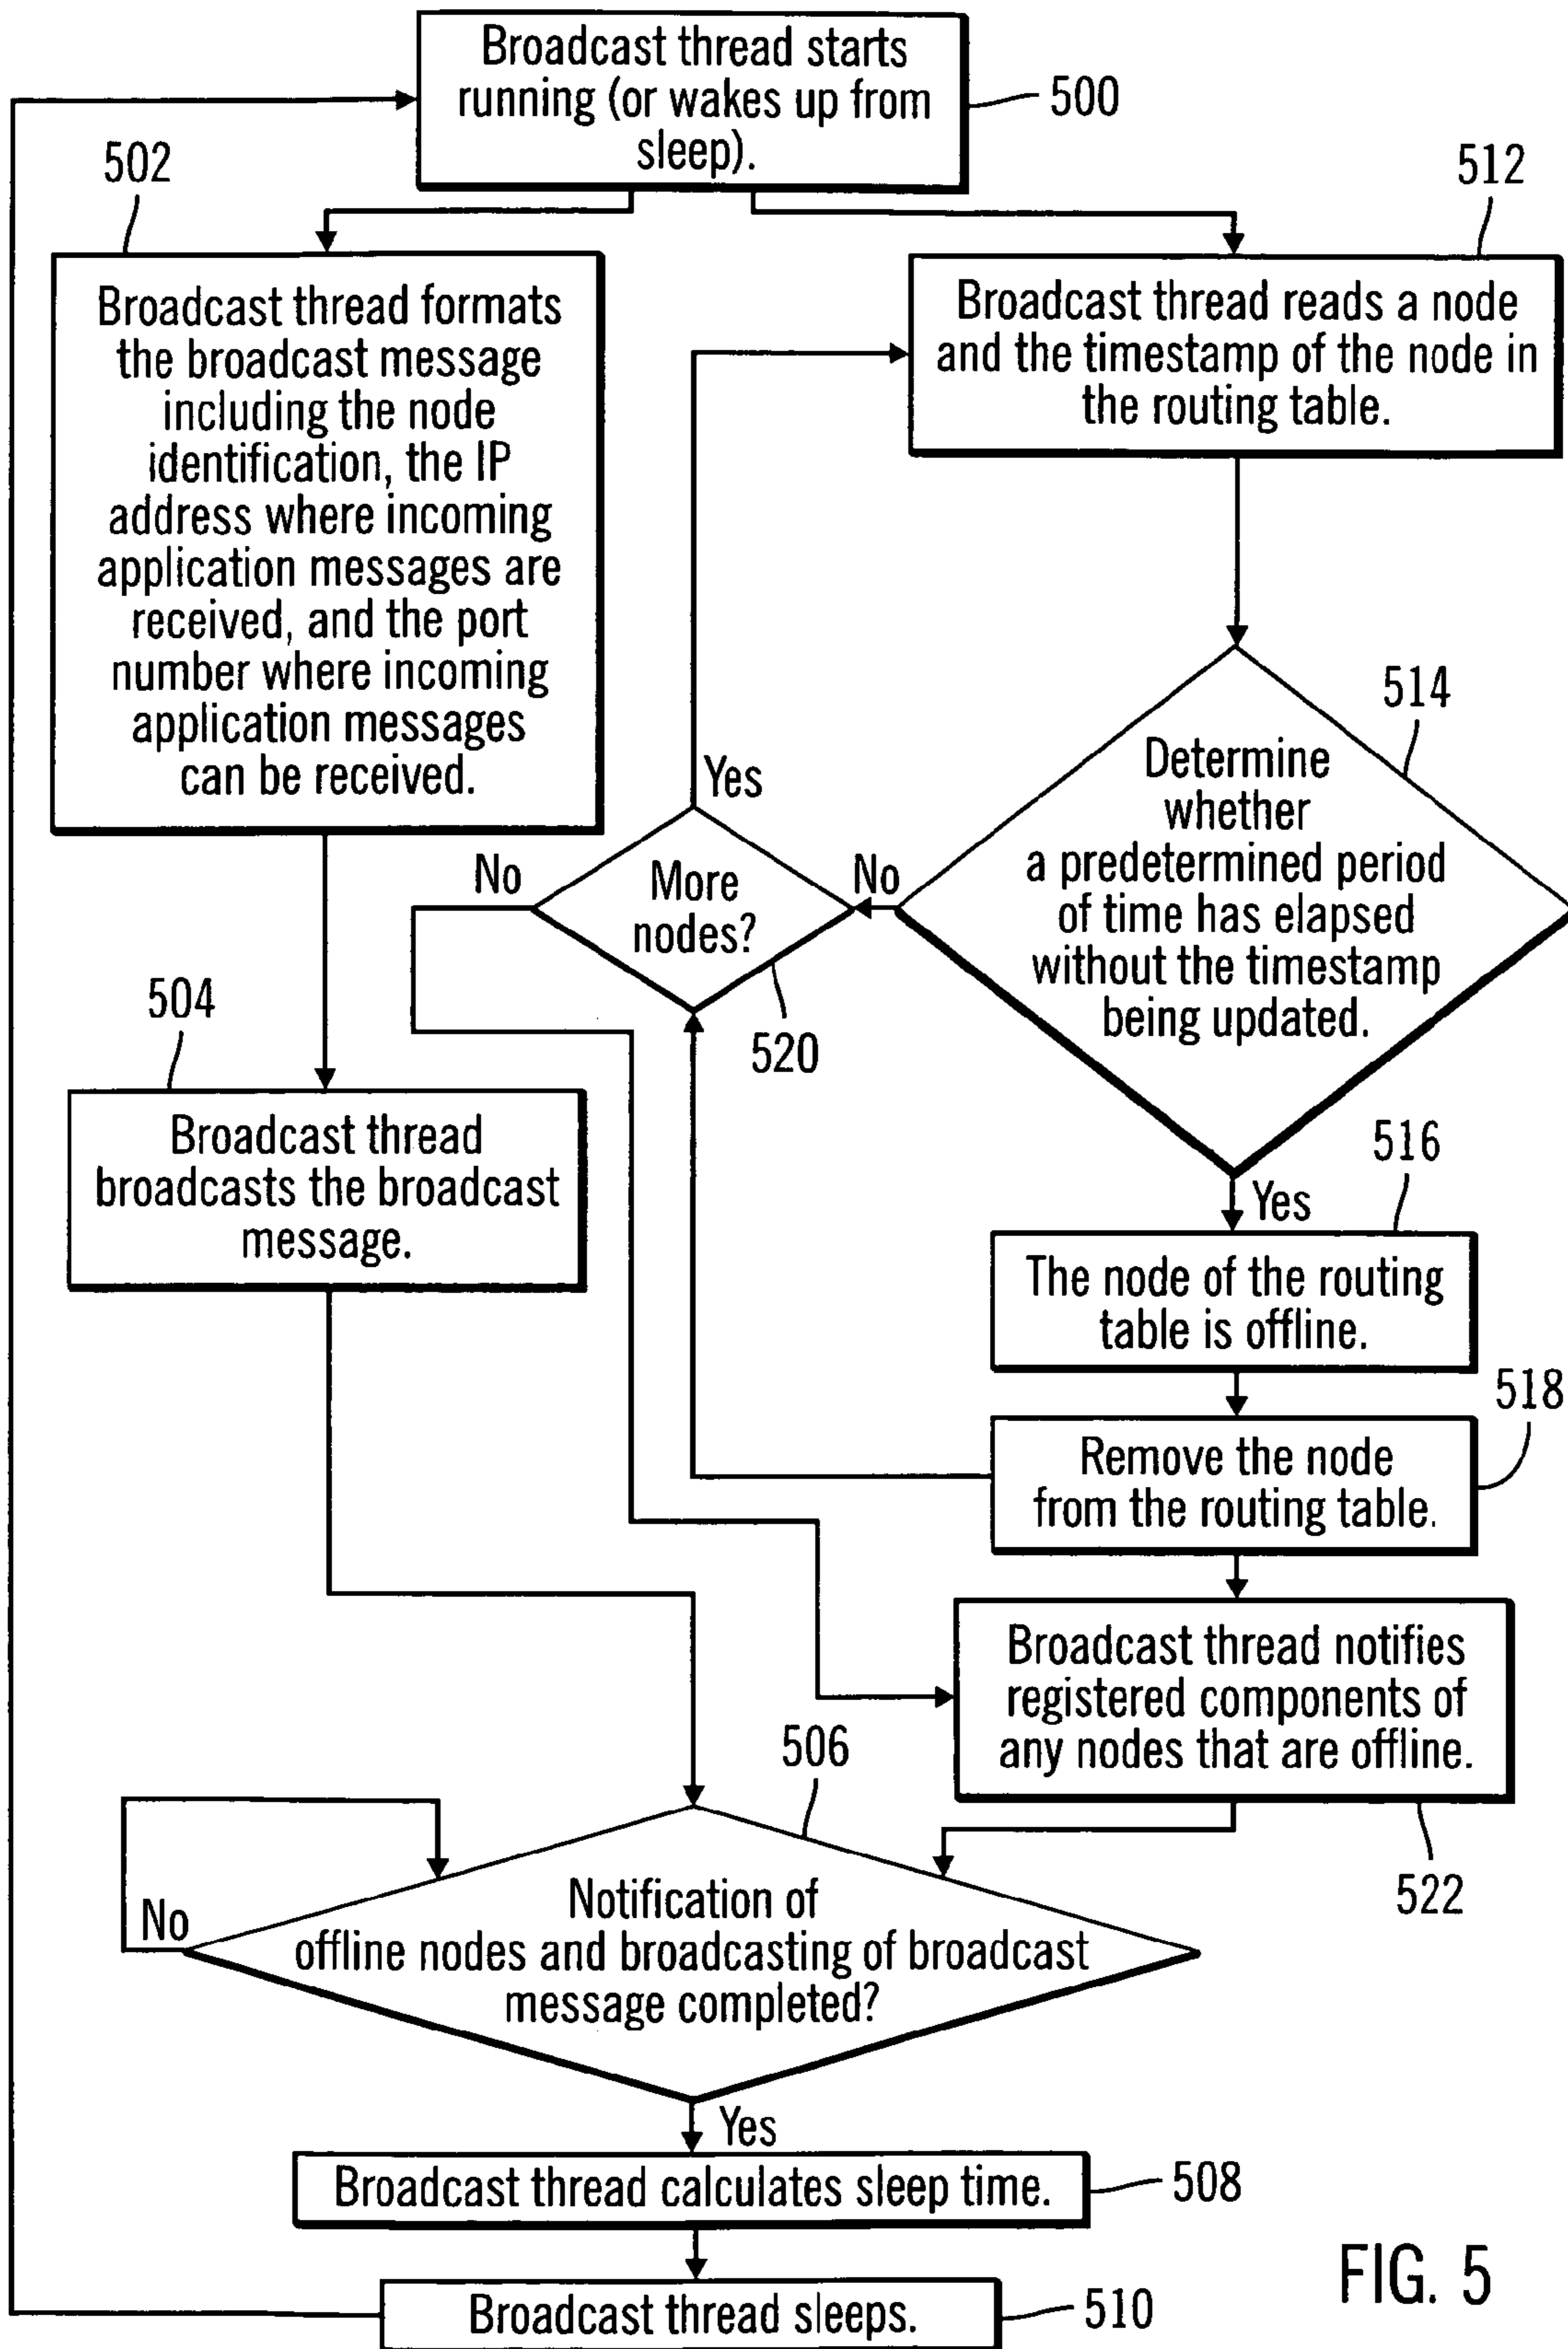 Broadcast thread starts
running (or wakes up from
sleep).
500
502
512
Broadcast thread formats
the broadcast message
including the node
identification, the IP
address where incoming
application messages are
received, and the port
number where incoming
application messages
can be received.
Broadcast thread reads a node
and the timestamp of the node in
the routing table.
514
Determine
whether
a predetermined period
of time has elapsed
without the timestamp
being updated.
Yes
No
More
nodes?
No
520
504
Broadcast thread
broadcasts the broadcast
message.
516
Yes
The node of the routing
table is offline.
518
Remove the node
from the routing table.
Broadcast thread notifies
registered components of
any nodes that are offline.
522
506
Notification of
offline nodes and broadcasting of broadcast
message completed?
No
Yes
Broadcast thread calculates sleep time.
508
Broadcast thread sleeps.
510
FIG. 5